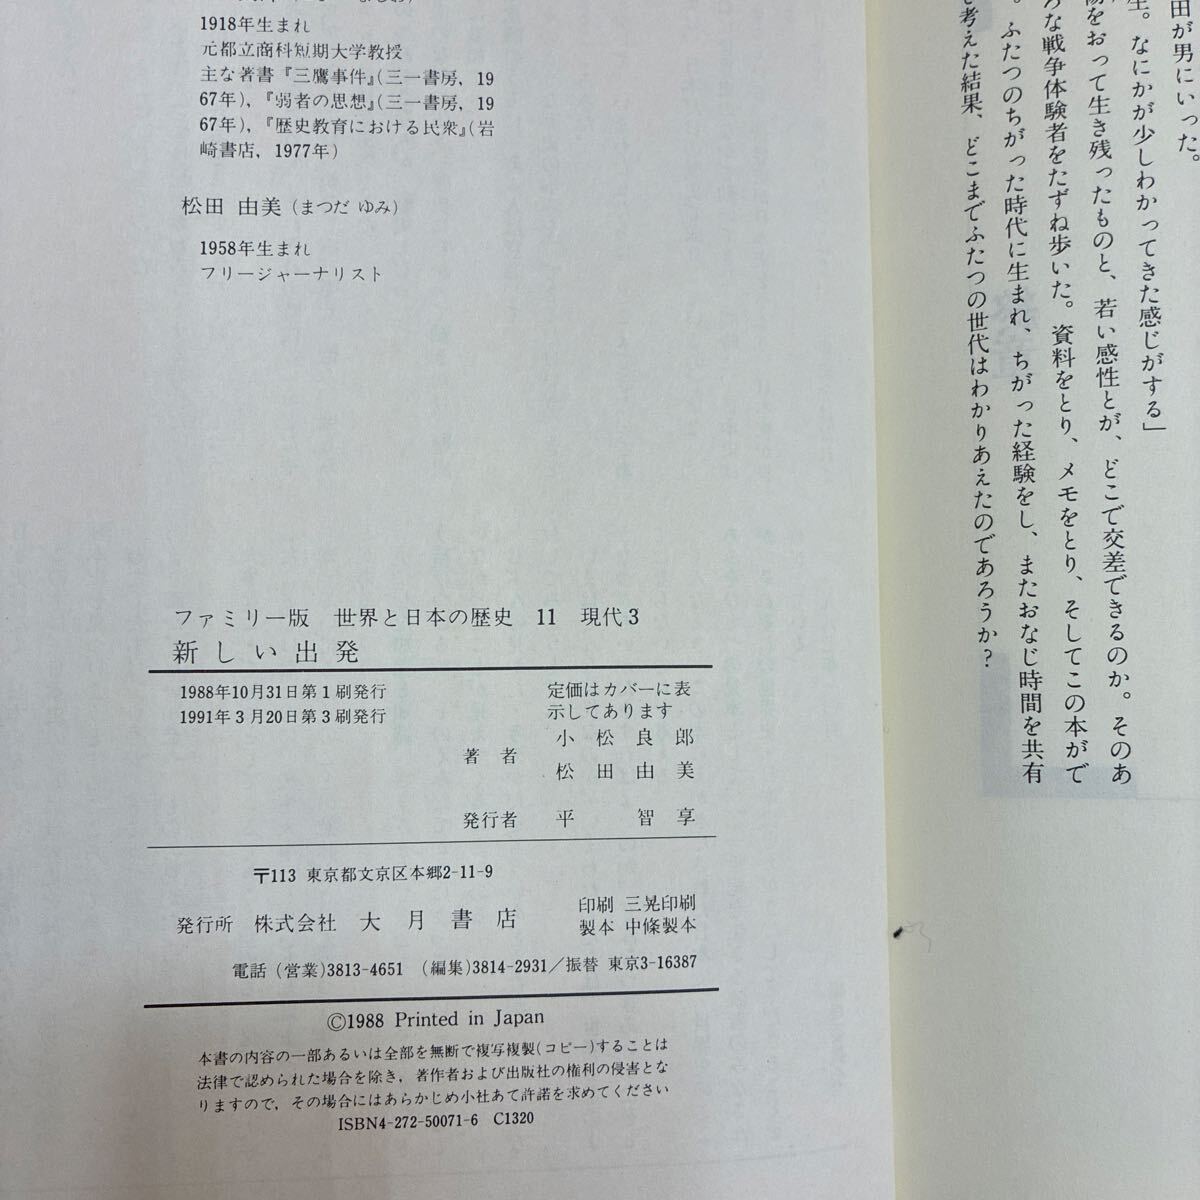 1918年生まれ
元都立商科短期大学教授
主な著書『三鷹事件』(三一書房, 19
67年),『弱者の思想』(三一書房, 19
67年),『歴史教育における民衆』(岩
崎書店, 1977年)
松田 由美(まつだ ゆみ)
1958年生まれ
フリージャーナリスト
ファミリー版 世界と日本の歴史 11 現代3
新しい出発
1988年10月31日第1刷発行
1991年3月20日第3刷発行
定価はカバーに表
示してあります
著者
小松良郎
松田由美
発行者 平智享
〒113 東京都文京区本郷2-11-9
発行所 株式会社 大月書店
印刷 三晃印刷
製本 中條製本
電話(営業)3813-4651 (編集)3814-2931/振替 東京3-16387
©1988 Printed in Japan
本書の内容の一部あるいは全部を無断で複写複製(コピー)することは
法律で認められた場合を除き,著作者および出版社の権利の侵害とな
りますので,その場合にはあらかじめ小社あて許諾を求めてください
ISBN4-272-50071-6 C1320
田が男にいった。
生。なにかが少しわかってきた感じがする」
をおって生き残ったものと、若い感性とが、どこで交差できるのか。そのあ
な戦争体験者をたずね歩いた。資料をとり、メモをとり、そしてこの本がで
。ふたつのちがった時代に生まれ、ちがった経験をし、またおなじ時間を共有
考えた結果、どこまでふたつの世代はわかりあえたのであろうか?